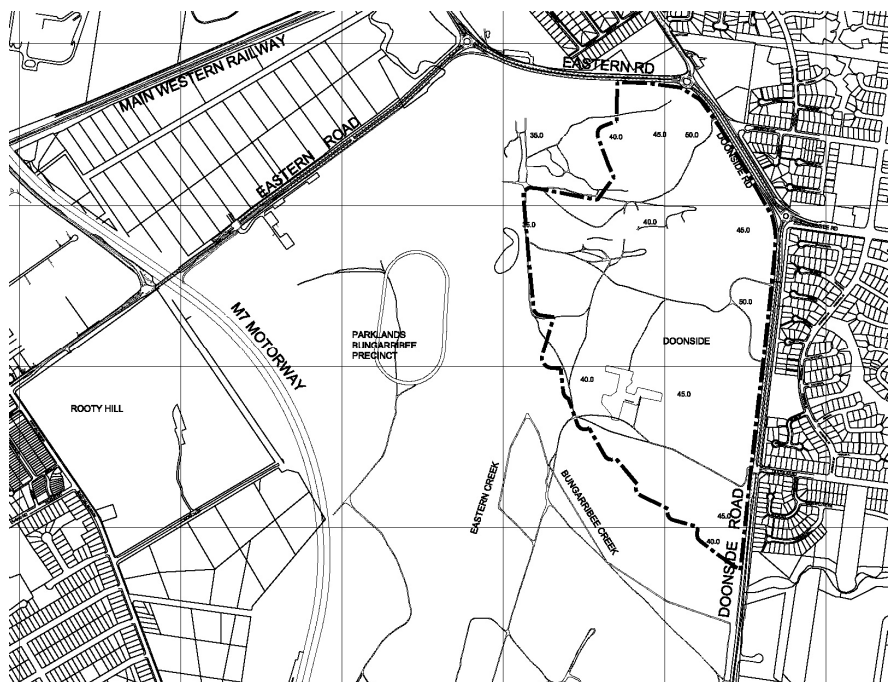 MAIN WESTERN RAILWAY
EASTERN RD
EASTERN ROAD
35.0
40.0
45.0
50.0
DOONSIDE RD
35.0
40.0
45.0
M7 MOTORWAY
50.0
PARKLANDS
BUNGARRIBEE
PRECINCT
DOONSIDE
ROOTY HILL
40.0
45.0
EASTERN CREEK
BUNGARRIBEE CREEK
45.0
40.0
DOONSIDE ROAD